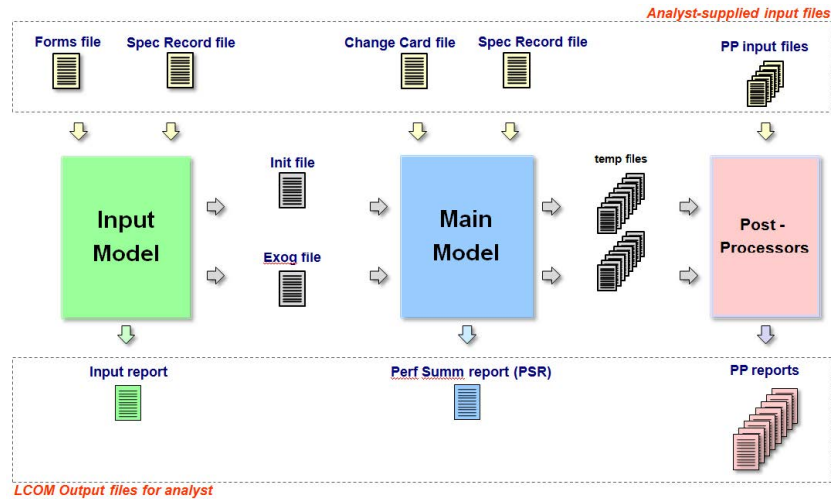 Analyst-supplied input files
Forms file
Spec Record file
Change Card file
Spec Record file
PP input files
Init file
temp files
Input
Model
Main
Model
Post -
Processors
Exog file
Input report
Perf Summ report (PSR)
PP reports
LCOM Output files for analyst